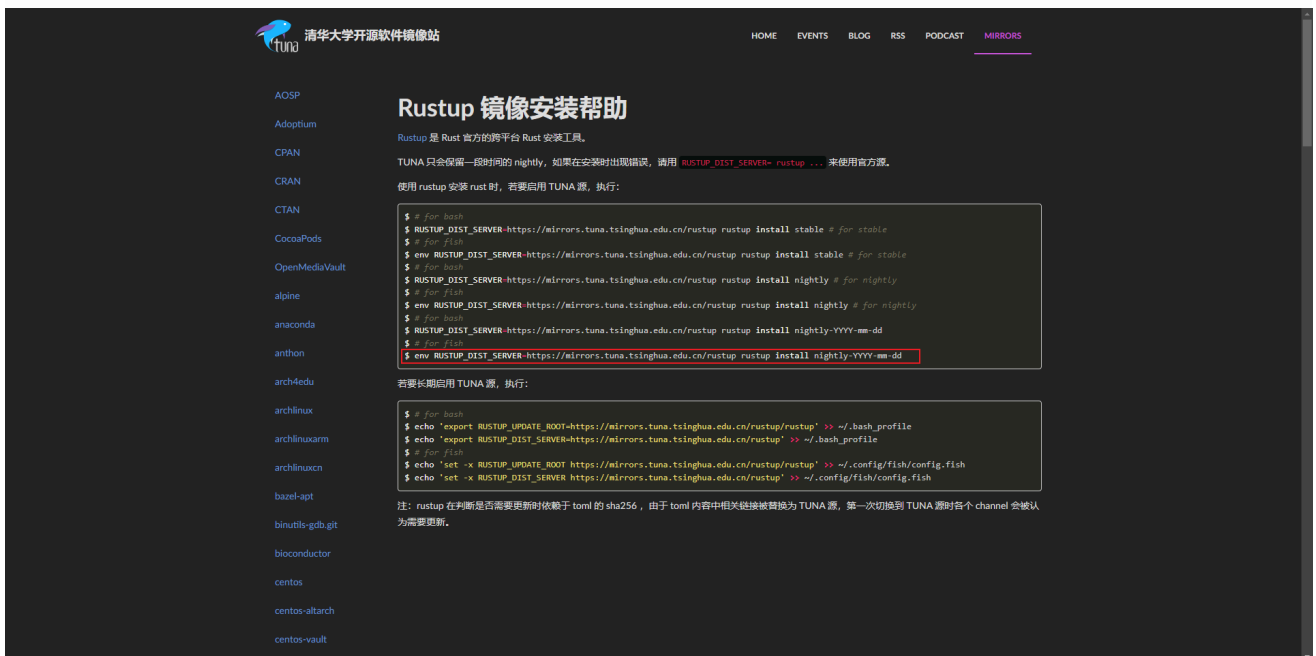 tuna 清华大学开源软件镜像站
HOME EVENTS BLOG RSS PODCAST MIRRORS
AOSP
Adoptium
CPAN
CRAN
CTAN
CocoaPods
OpenMediaVault
alpine
anaconda
anthon
arch4edu
archlinux
archlinuxarm
archlinuxcn
bazel-apt
binutils-gdb.git
bioconductor
centos
centos-altarch
centos-vault
Rustup 镜像安装帮助
Rustup 是 Rust 官方的跨平台 Rust 安装工具。
TUNA 只会保留一段时间的 nightly，如果在安装时出现错误，请用 RUSTUP_DIST_SERVER= rustup ... 来使用官方源。
使用 rustup 安装 rust 时，若要启用 TUNA 源，执行：
$ # for bash
$ RUSTUP_DIST_SERVER=https://mirrors.tuna.tsinghua.edu.cn/rustup rustup install stable # for stable
$ # for fish
$ env RUSTUP_DIST_SERVER=https://mirrors.tuna.tsinghua.edu.cn/rustup rustup install stable # for stable
$ # for bash
$ RUSTUP_DIST_SERVER=https://mirrors.tuna.tsinghua.edu.cn/rustup rustup install nightly # for nightly
$ # for fish
$ env RUSTUP_DIST_SERVER=https://mirrors.tuna.tsinghua.edu.cn/rustup rustup install nightly # for nightly
$ # for bash
$ RUSTUP_DIST_SERVER=https://mirrors.tuna.tsinghua.edu.cn/rustup rustup install nightly-YYYY-mm-dd
$ # for fish
$ env RUSTUP_DIST_SERVER=https://mirrors.tuna.tsinghua.edu.cn/rustup rustup install nightly-YYYY-mm-dd
若要长期启用 TUNA 源，执行：
$ # for bash
$ echo 'export RUSTUP_UPDATE_ROOT=https://mirrors.tuna.tsinghua.edu.cn/rustup/rustup' >> ~/.bash_profile
$ echo 'export RUSTUP_DIST_SERVER=https://mirrors.tuna.tsinghua.edu.cn/rustup' >> ~/.bash_profile
$ # for fish
$ echo 'set -x RUSTUP_UPDATE_ROOT https://mirrors.tuna.tsinghua.edu.cn/rustup/rustup' >> ~/.config/fish/config.fish
$ echo 'set -x RUSTUP_DIST_SERVER https://mirrors.tuna.tsinghua.edu.cn/rustup' >> ~/.config/fish/config.fish
注：rustup 在判断是否需要更新时依赖于 toml 的 sha256 ，由于 toml 内容中相关链接被替换为 TUNA 源，第一次切换到 TUNA 源时各个 channel 会被认
为需要更新。